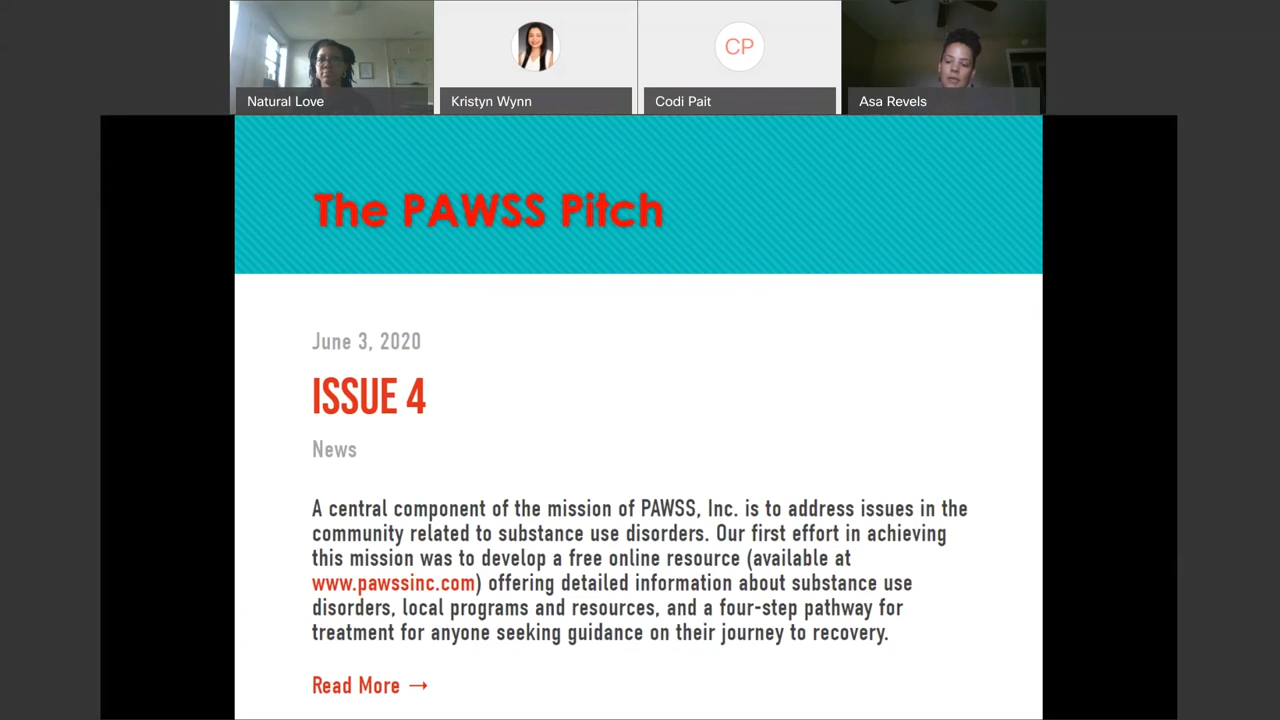 Natural Love
Kristyn Wynn
CP
Codi Pait
Asa Revels
The PAWSS Pitch
June 3, 2020
ISSUE 4
News
A central component of the mission of PAWSS, Inc. is to address issues in the
community related to substance use disorders. Our first effort in achieving
this mission was to develop a free online resource (available at
www.pawssinc.com) offering detailed information about substance use
disorders, local programs and resources, and a four-step pathway for
treatment for anyone seeking guidance on their journey to recovery.
Read More →